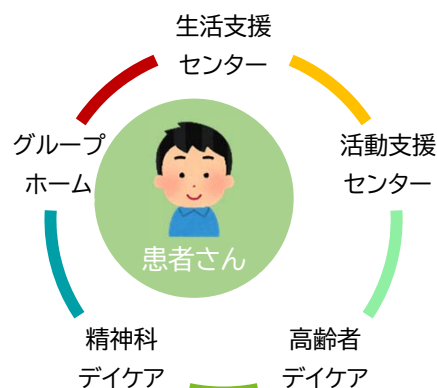 生活支援
センター
グループ
ホーム
活動支援
センター
患者さん
精神科
デイケア
高齢者
デイケア